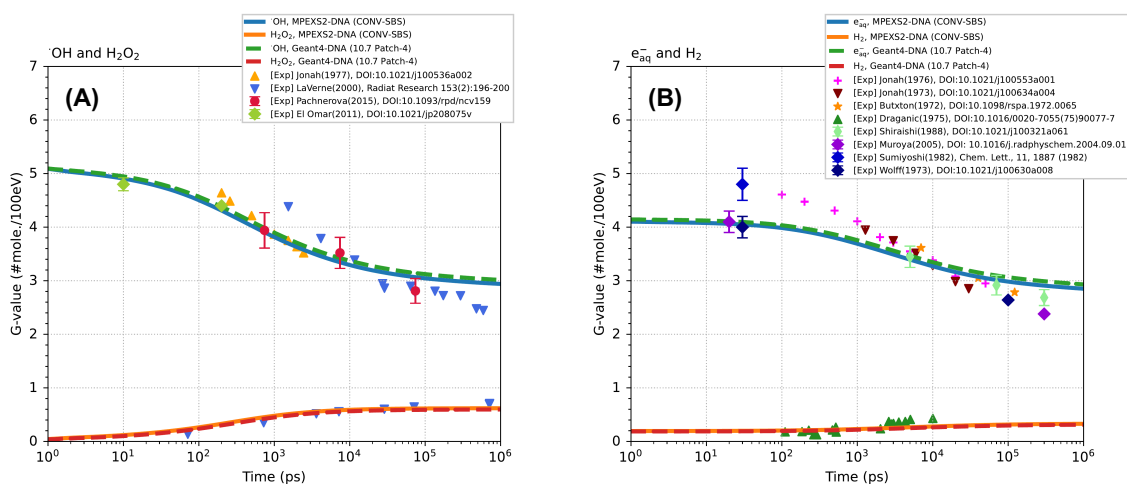 ˙OH, MPEXS2-DNA (CONV-SBS)
H₂O₂, MPEXS2-DNA (CONV-SBS)
˙OH, Geant4-DNA (10.7 Patch-4)
H₂O₂, Geant4-DNA (10.7 Patch-4)
[Exp] Jonah(1977), DOI:10.1021/j100536a002
[Exp] LaVerne(2000), Radiat Research 153(2):196-200
[Exp] Pachnerova(2015), DOI:10.1093/rpd/ncv159
[Exp] El Omar(2011), DOI:10.1021/jp208075v
˙OH and H₂O₂
(A)
7
6
5
4
3
2
1
0
G-value (#mole./100eV)
10⁰
10¹
10²
10³
10⁴
10⁵
10⁶
Time (ps)
e⁻aq, MPEXS2-DNA (CONV-SBS)
H₂, MPEXS2-DNA (CONV-SBS)
e⁻aq, Geant4-DNA (10.7 Patch-4)
H₂, Geant4-DNA (10.7 Patch-4)
[Exp] Jonah(1976), DOI:10.1021/j100553a001
[Exp] Jonah(1973), DOI:10.1021/j100634a004
[Exp] Butxton(1972), DOI:10.1098/rspa.1972.0065
[Exp] Draganic(1975), DOI:10.1016/0020-7055(75)90077-7
[Exp] Shiraishi(1988), DOI:10.1021/j100321a061
[Exp] Muroya(2005), DOI: 10.1016/j.radphyschem.2004.09.01
[Exp] Sumiyoshi(1982), Chem. Lett., 11, 1887 (1982)
[Exp] Wolff(1973), DOI:10.1021/j100630a008
e⁻aq and H₂
(B)
7
6
5
4
3
2
1
0
G-value (#mole./100eV)
10⁰
10¹
10²
10³
10⁴
10⁵
10⁶
Time (ps)